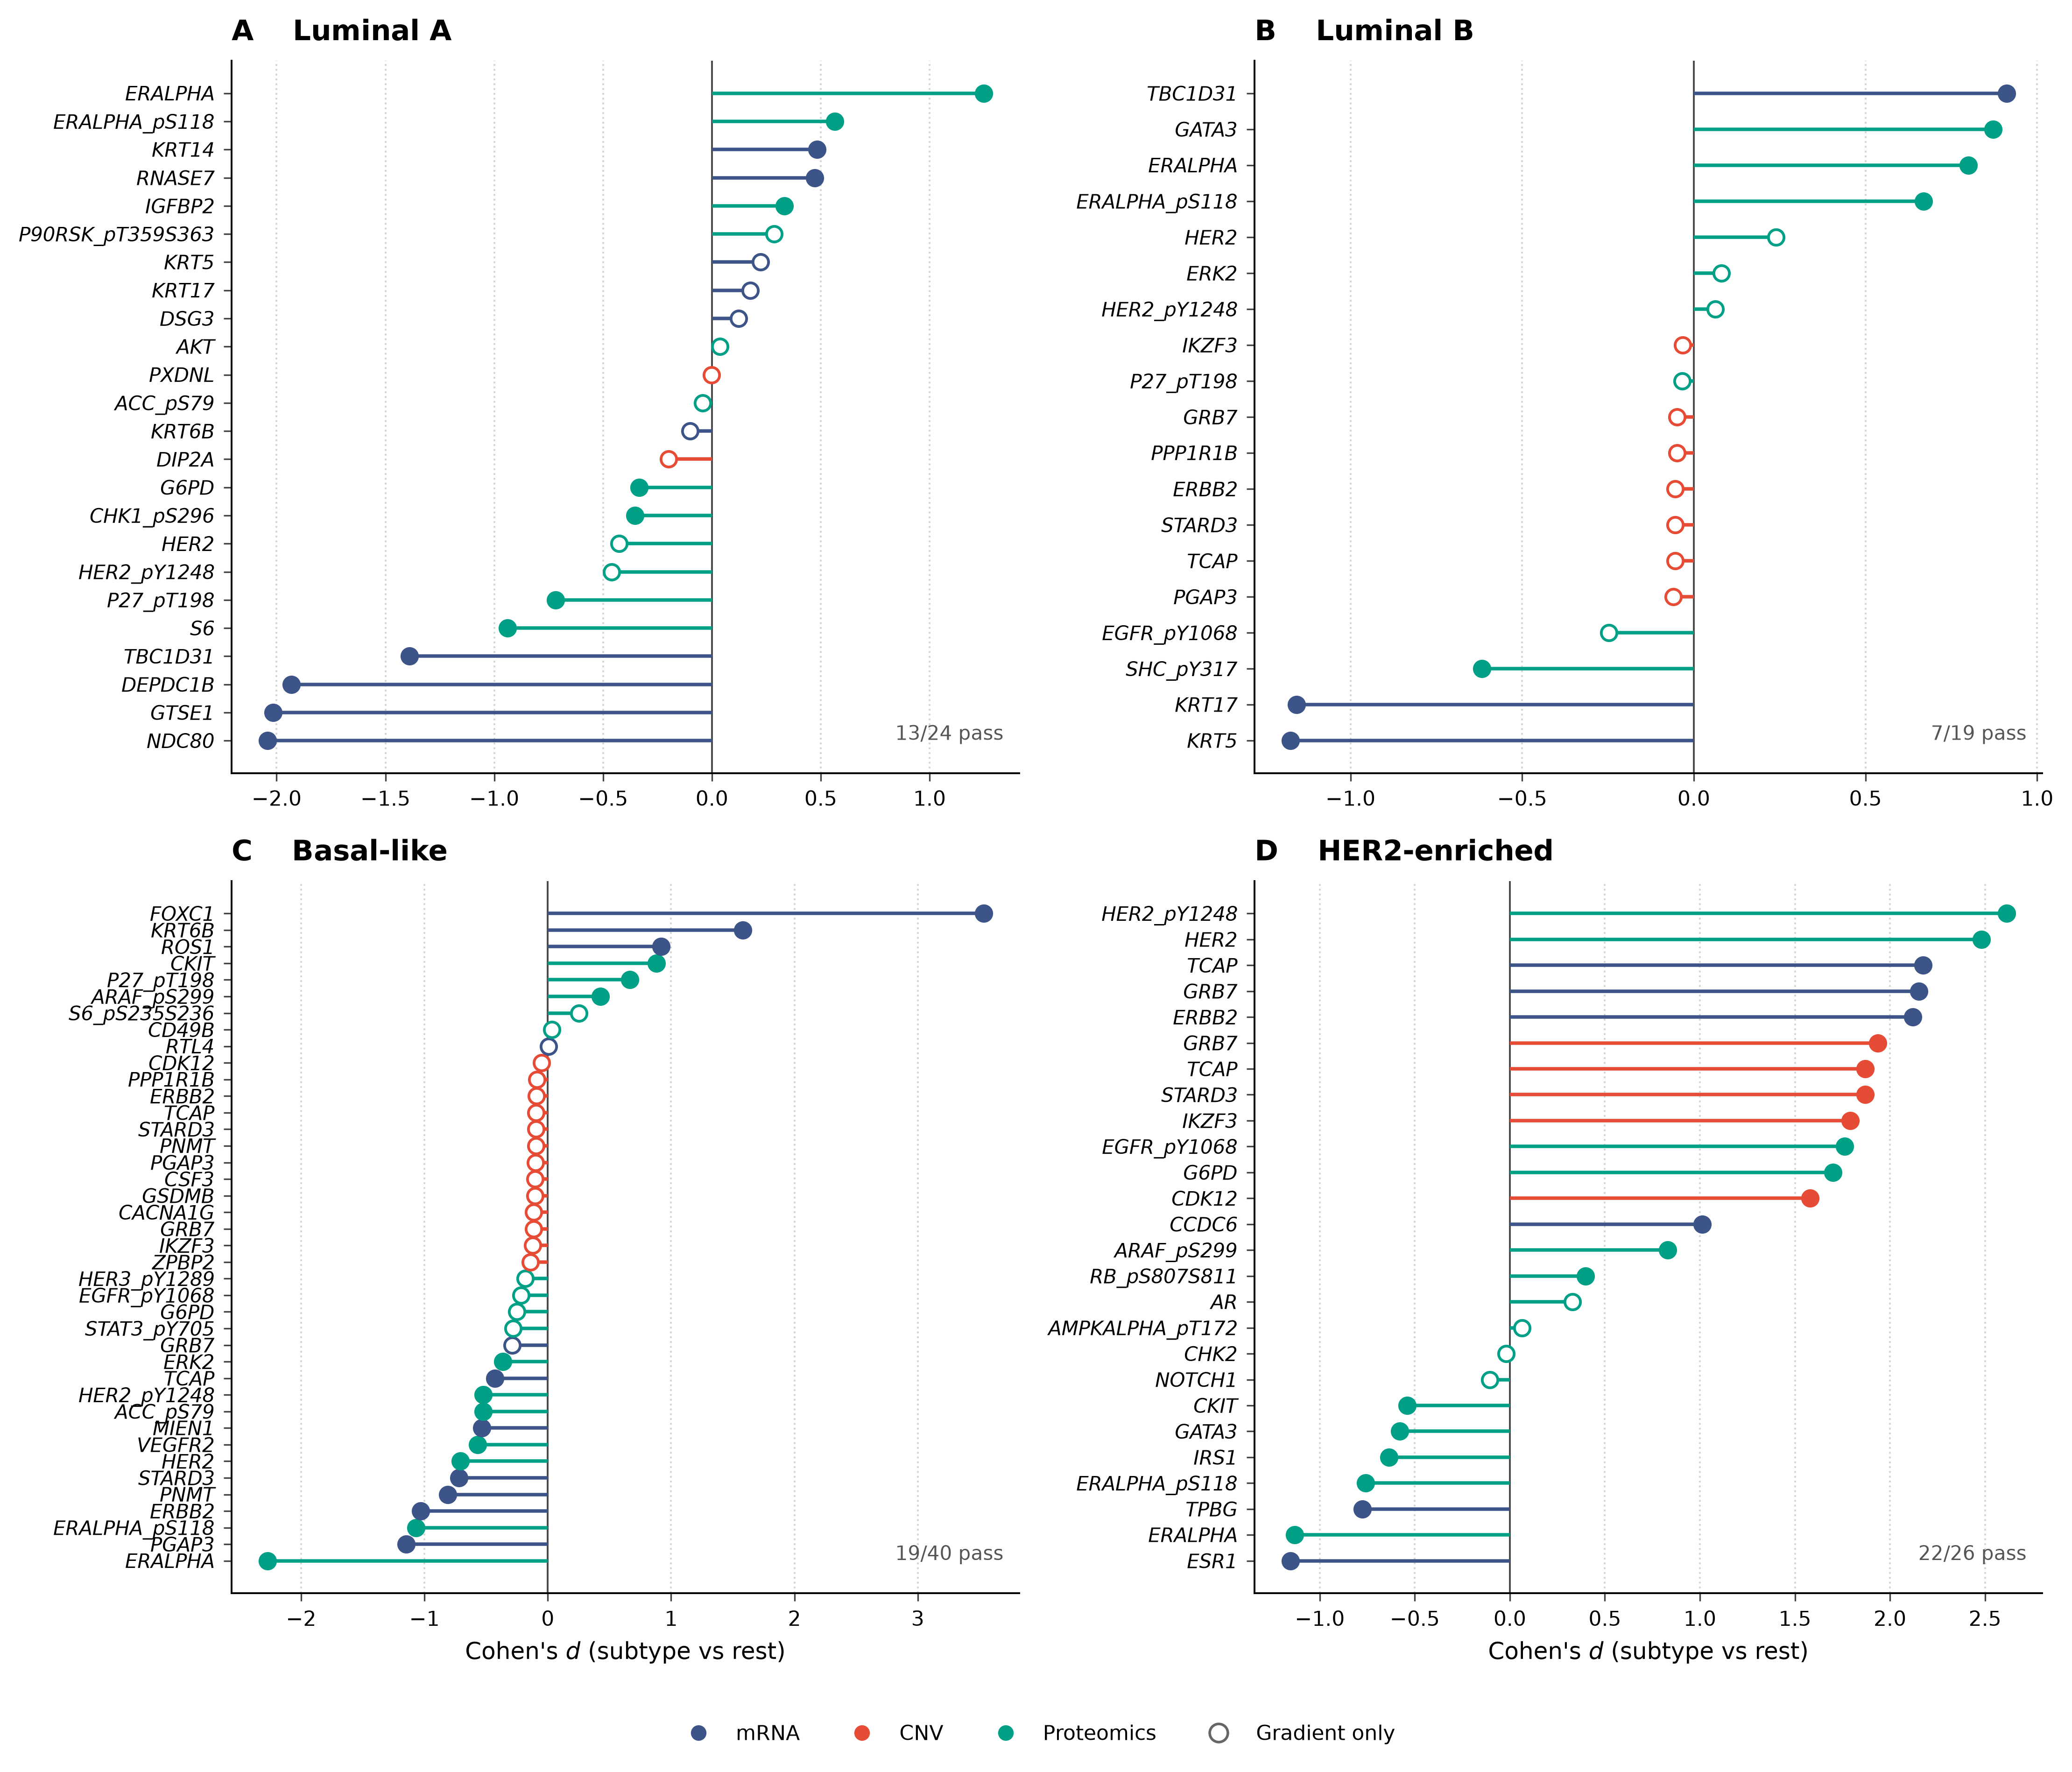 A Luminal A
ERALPHA
ERALPHA_pS118
KRT14
RNASE7
IGFBP2
P90RSK_pT359S363
KRT5
KRT17
DSG3
AKT
PXDNL
ACC_pS79
KRT6B
DIP2A
G6PD
CHK1_pS296
HER2
HER2_pY1248
P27_pT198
S6
TBC1D31
DEPDC1B
GTSE1
NDC80
13/24 pass
−2.0 −1.5 −1.0 −0.5 0.0 0.5 1.0
B Luminal B
TBC1D31
GATA3
ERALPHA
ERALPHA_pS118
HER2
ERK2
HER2_pY1248
IKZF3
P27_pT198
GRB7
PPP1R1B
ERBB2
STARD3
TCAP
PGAP3
EGFR_pY1068
SHC_pY317
KRT17
KRT5
7/19 pass
−1.0 −0.5 0.0 0.5 1.0
C Basal-like
FOXC1
KRT6B
ROS1
CKIT
P27_pT198
ARAF_pS299
S6_pS235S236
CD49B
RTL4
CDK12
PPP1R1B
ERBB2
TCAP
STARD3
PNMT
PGAP3
CSF3
GSDMB
CACNA1G
GRB7
IKZF3
ZPBP2
HER3_pY1289
EGFR_pY1068
G6PD
STAT3_pY705
GRB7
ERK2
TCAP
HER2_pY1248
ACC_pS79
MIEN1
VEGFR2
HER2
STARD3
PNMT
ERBB2
ERALPHA_pS118
PGAP3
ERALPHA
19/40 pass
−2 −1 0 1 2 3
Cohen's d (subtype vs rest)
D HER2-enriched
HER2_pY1248
HER2
TCAP
GRB7
ERBB2
GRB7
TCAP
STARD3
IKZF3
EGFR_pY1068
G6PD
CDK12
CCDC6
ARAF_pS299
RB_pS807S811
AR
AMPKALPHA_pT172
CHK2
NOTCH1
CKIT
GATA3
IRS1
ERALPHA_pS118
TPBG
ERALPHA
ESR1
22/26 pass
−1.0 −0.5 0.0 0.5 1.0 1.5 2.0 2.5
Cohen's d (subtype vs rest)
mRNA CNV Proteomics Gradient only